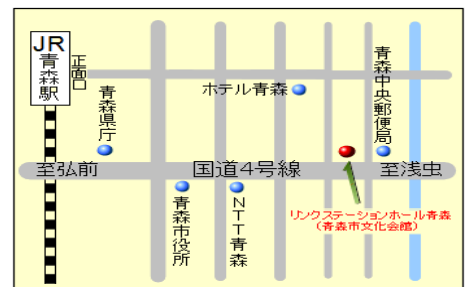 JR
青森駅
正面口
青森県庁
ホテル青森
青森中央郵便局
至弘前
国道4号線
至浅虫
青森市役所
NTT青森
リンクステーションホール青森
(青森市文化会館)